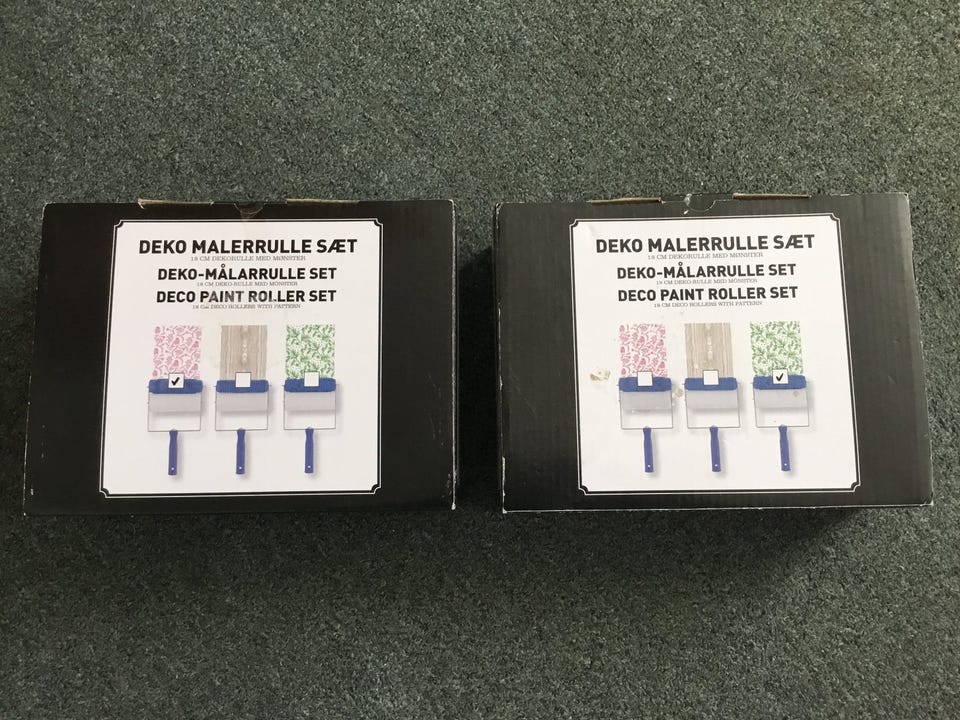 DEKO MALERRULLE SÆT
18 CM DEKORULLE MED MØNSTER
DEKO-MÅLARRULLE SET
18 CM DEKO-RULLE MED MÖNSTER
DECO PAINT ROLLER SET
18 CM DECO ROLLERS WITH PATTERN
DEKO MALERRULLE SÆT
18 CM DEKORULLE MED MØNSTER
DEKO-MÅLARRULLE SET
18 CM DEKO-RULLE MED MÖNSTER
DECO PAINT ROLLER SET
18 CM DECO ROLLERS WITH PATTERN